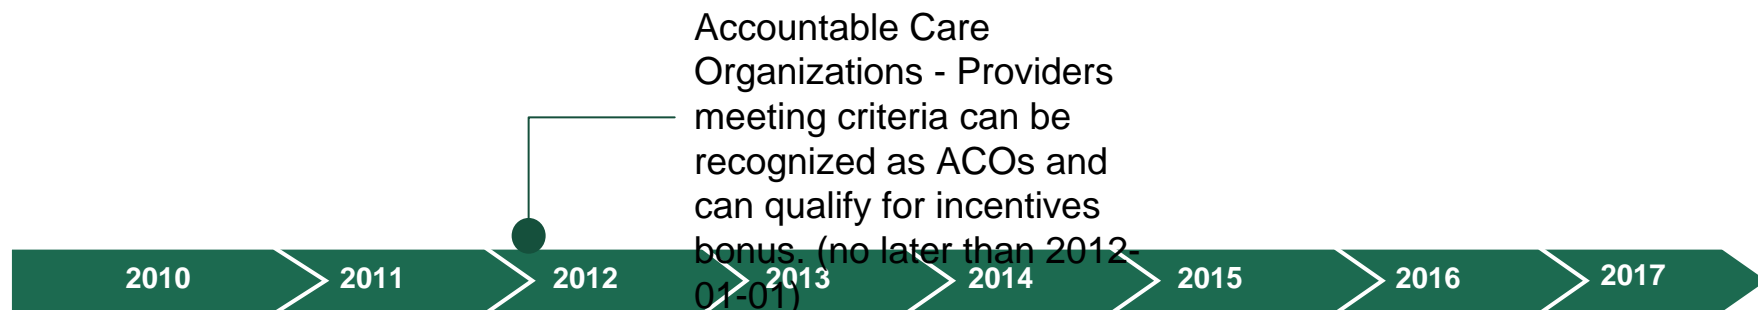 Accountable Care
Organizations - Providers
meeting criteria can be
recognized as ACOs and
can qualify for incentives
bonus. (no later than 2012-
01-01)
2010
2011
2012
2013
2014
2015
2016
2017